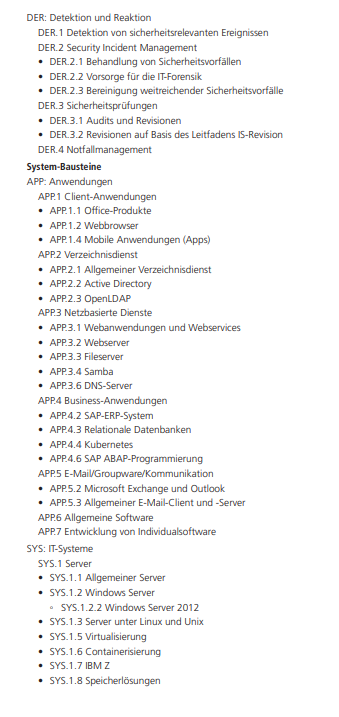 DER: Detektion und Reaktion
DER.1 Detektion von sicherheitsrelevanten Ereignissen
DER.2 Security Incident Management
• DER.2.1 Behandlung von Sicherheitsvorfällen
• DER.2.2 Vorsorge für die IT-Forensik
• DER.2.3 Bereinigung weitreichender Sicherheitsvorfälle
DER.3 Sicherheitsprüfungen
• DER.3.1 Audits und Revisionen
• DER.3.2 Revisionen auf Basis des Leitfadens IS-Revision
DER.4 Notfallmanagement
System-Bausteine
APP: Anwendungen
APP.1 Client-Anwendungen
• APP.1.1 Office-Produkte
• APP.1.2 Webbrowser
• APP.1.4 Mobile Anwendungen (Apps)
APP.2 Verzeichnisdienst
• APP.2.1 Allgemeiner Verzeichnisdienst
• APP.2.2 Active Directory
• APP.2.3 OpenLDAP
APP.3 Netzbasierte Dienste
• APP.3.1 Webanwendungen und Webservices
• APP.3.2 Webserver
• APP.3.3 Fileserver
• APP.3.4 Samba
• APP.3.6 DNS-Server
APP.4 Business-Anwendungen
• APP.4.2 SAP-ERP-System
• APP.4.3 Relationale Datenbanken
• APP.4.4 Kubernetes
• APP.4.6 SAP ABAP-Programmierung
APP.5 E-Mail/Groupware/Kommunikation
• APP.5.2 Microsoft Exchange und Outlook
• APP.5.3 Allgemeiner E-Mail-Client und -Server
APP.6 Allgemeine Software
APP.7 Entwicklung von Individualsoftware
SYS: IT-Systeme
SYS.1 Server
• SYS.1.1 Allgemeiner Server
• SYS.1.2 Windows Server
◦ SYS.1.2.2 Windows Server 2012
• SYS.1.3 Server unter Linux und Unix
• SYS.1.5 Virtualisierung
• SYS.1.6 Containerisierung
• SYS.1.7 IBM Z
• SYS.1.8 Speicherlösungen